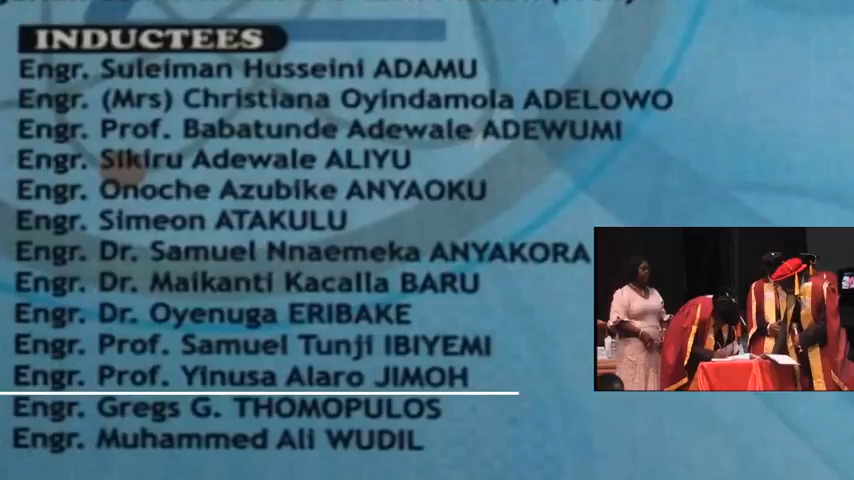 INDUCTEES
Engr. Suleiman Husseini ADAMU
Engr. (Mrs) Christiana Oyindamola ADELOWO
Engr. Prof. Babatunde Adewale ADEWUMI
Engr. Sikiru Adewale ALIYU
Engr. Onoche Azubike ANYAOKU
Engr. Simeon ATAKULU
Engr. Dr. Samuel Nnaemeka ANYAKORA
Engr. Dr. Maikanti Kacalla BARU
Engr. Dr. Oyenuga ERIBAKE
Engr. Prof. Samuel Tunji IBIYEMI
Engr. Prof. Yinusa Alaro JIMOH
Engr. Gregs G. THOMOPULOS
Engr. Muhammed Ali WUDIL